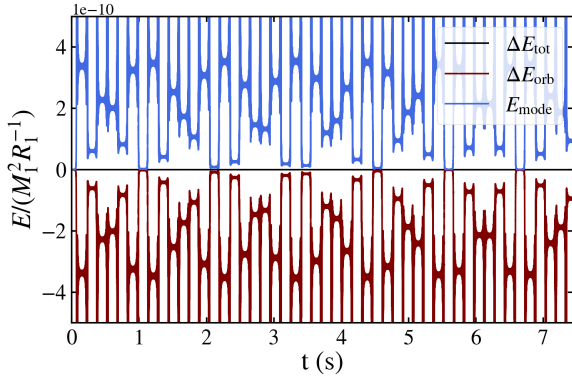 1e−10
4
2
0
−2
−4
E/(M₁²R₁⁻¹)
ΔE_tot
ΔE_orb
E_mode
0 1 2 3 4 5 6 7
t (s)